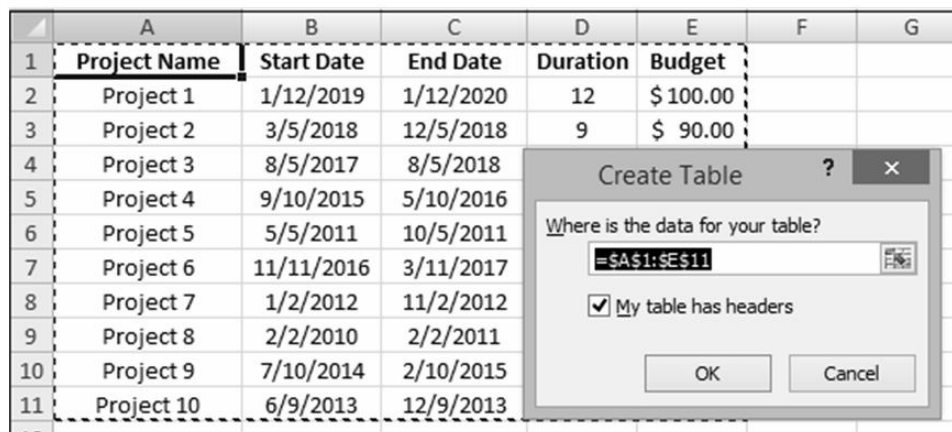 A B C D E F G
1 Project Name Start Date End Date Duration Budget
2 Project 1 1/12/2019 1/12/2020 12 $ 100.00
3 Project 2 3/5/2018 12/5/2018 9 $ 90.00
4 Project 3 8/5/2017 8/5/2018
5 Project 4 9/10/2015 5/10/2016
6 Project 5 5/5/2011 10/5/2011
7 Project 6 11/11/2016 3/11/2017
8 Project 7 1/2/2012 11/2/2012
9 Project 8 2/2/2010 2/2/2011
10 Project 9 7/10/2014 2/10/2015
11 Project 10 6/9/2013 12/9/2013
Create Table ? ×
Where is the data for your table?
=$A$1:$E$11
My table has headers
OK Cancel